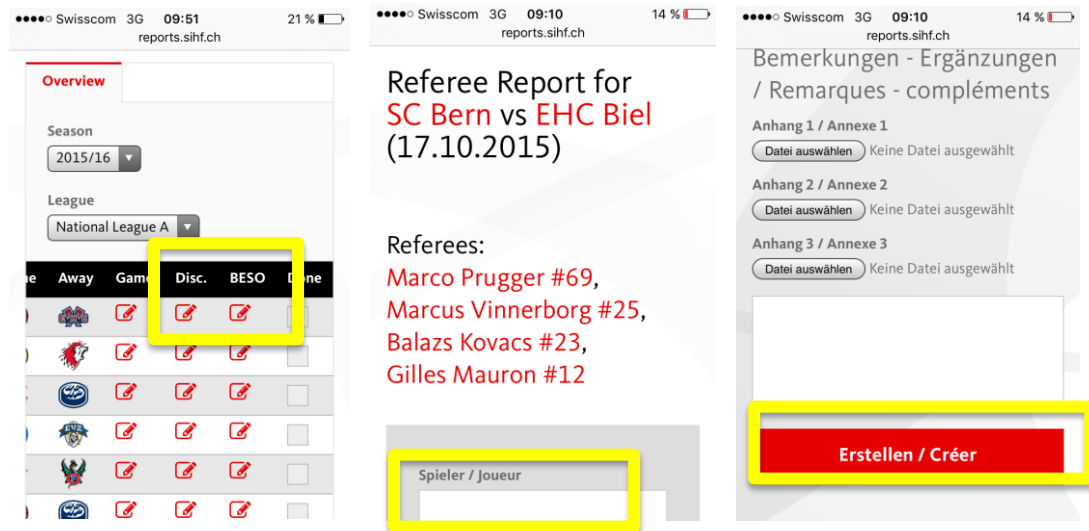 Swisscom 3G 09:51 21 %
reports.sihf.ch
Overview
Season
2015/16
League
National League A
Away Game Disc. BESO Done
Swisscom 3G 09:10 14 %
reports.sihf.ch
Referee Report for
SC Bern vs EHC Biel
(17.10.2015)
Referees:
Marco Prugger #69,
Marcus Vinnerborg #25,
Balazs Kovacs #23,
Gilles Mauron #12
Spieler / Joueur
Swisscom 3G 09:10 14 %
reports.sihf.ch
Bemerkungen - Ergänzungen
/ Remarques - compléments
Anhang 1 / Annexe 1
Datei auswählen Keine Datei ausgewählt
Anhang 2 / Annexe 2
Datei auswählen Keine Datei ausgewählt
Anhang 3 / Annexe 3
Datei auswählen Keine Datei ausgewählt
Erstellen / Créer